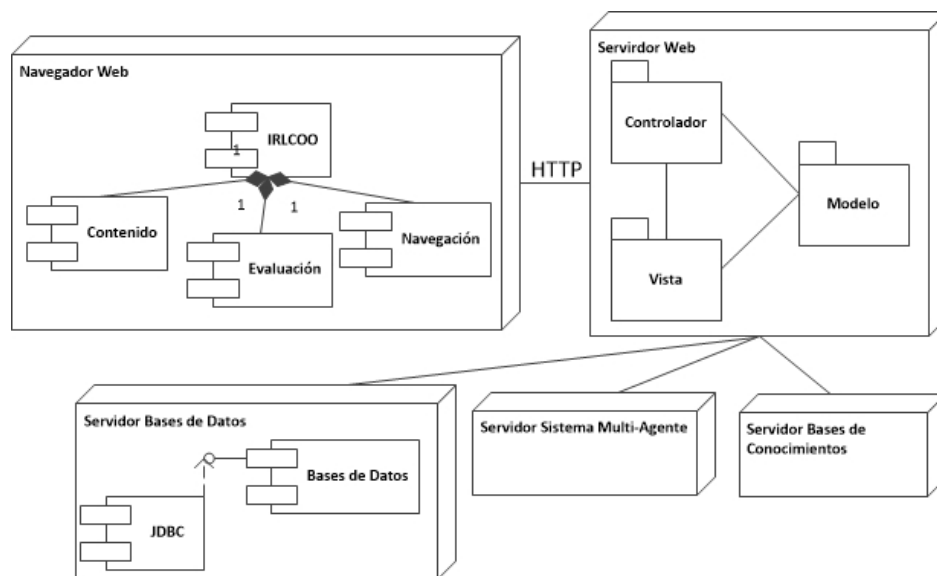 Navegador Web
IRLCOO
1
1
1
Contenido
Evaluación
Navegación
HTTP
Servirdor Web
Controlador
Modelo
Vista
Servidor Bases de Datos
Bases de Datos
JDBC
Servidor Sistema Multi-Agente
Servidor Bases de
Conocimientos